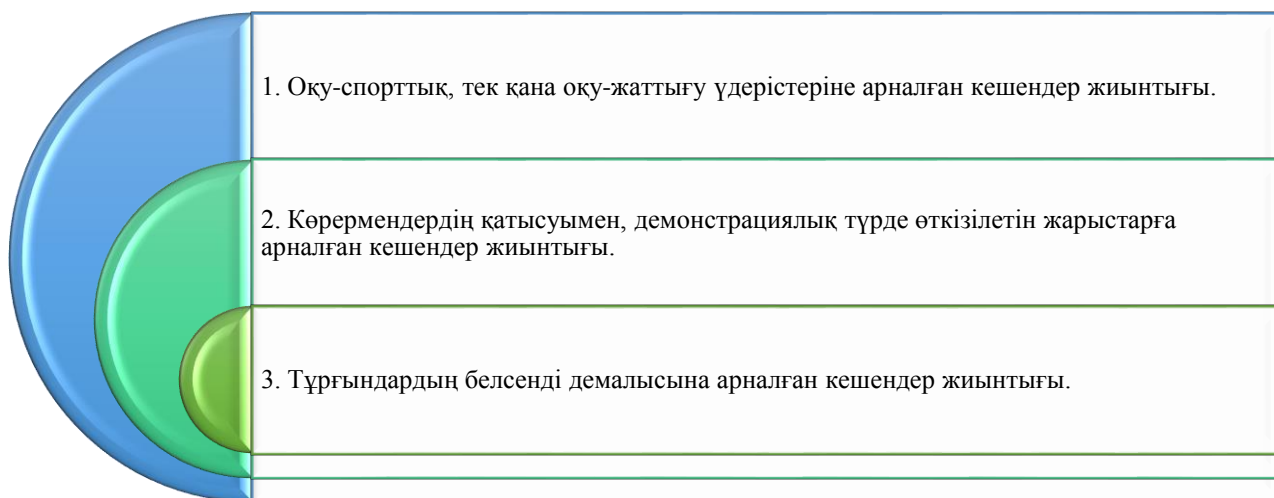 1. Оқу-спорттық, тек қана оқу-жаттығу үдерістеріне арналған кешендер жиынтығы.
2. Көрермендердің қатысуымен, демонстрациялық түрде өткізілетін жарыстарға
арналған кешендер жиынтығы.
3. Тұрғындардың белсенді демалысына арналған кешендер жиынтығы.